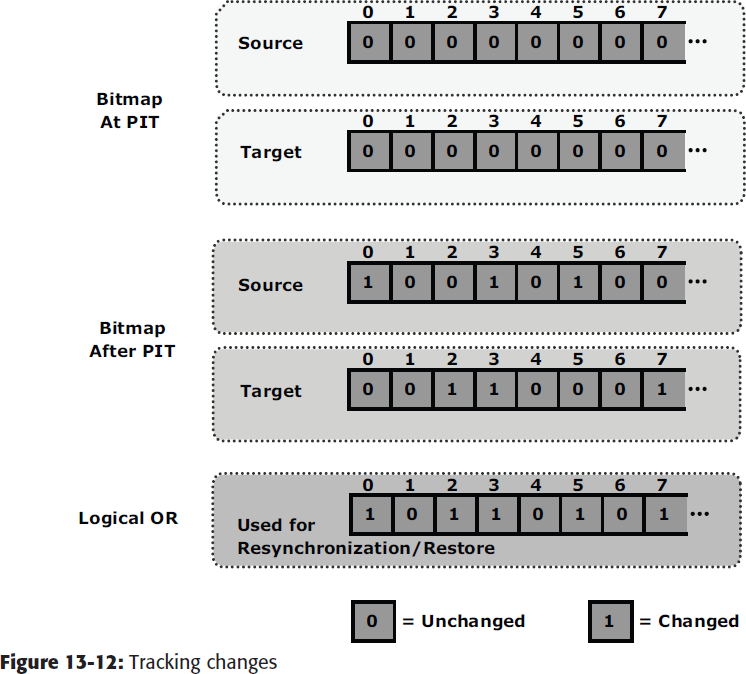 0 1 2 3 4 5 6 7
Source 0 0 0 0 0 0 0 0 ...
Bitmap
At PIT
0 1 2 3 4 5 6 7
Target 0 0 0 0 0 0 0 0 ...
0 1 2 3 4 5 6 7
Source 1 0 0 1 0 1 0 0 ...
Bitmap
After PIT
0 1 2 3 4 5 6 7
Target 0 0 1 1 0 0 0 1 ...
0 1 2 3 4 5 6 7
Logical OR 1 0 1 1 0 1 0 1 ...
Used for
Resynchronization/Restore
0 = Unchanged 1 = Changed
Figure 13-12: Tracking changes